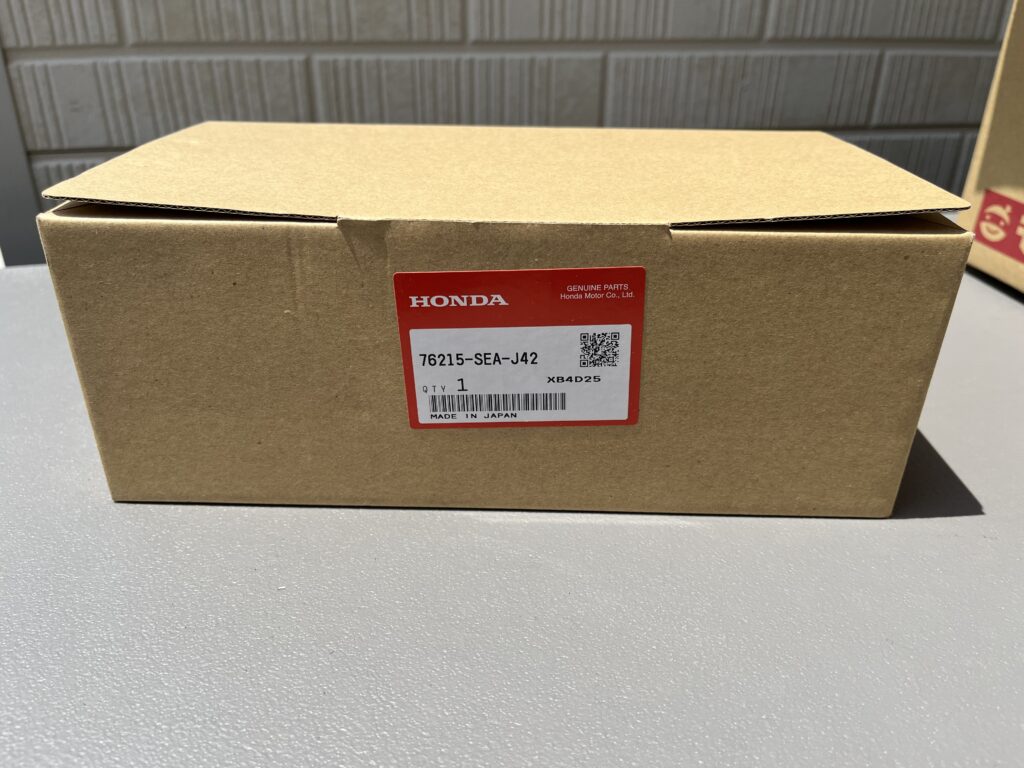 HONDA
GENUINE PARTS
Honda Motor Co., Ltd.
76215-SEA-J42
QTY 1
XB4D25
MADE IN JAPAN